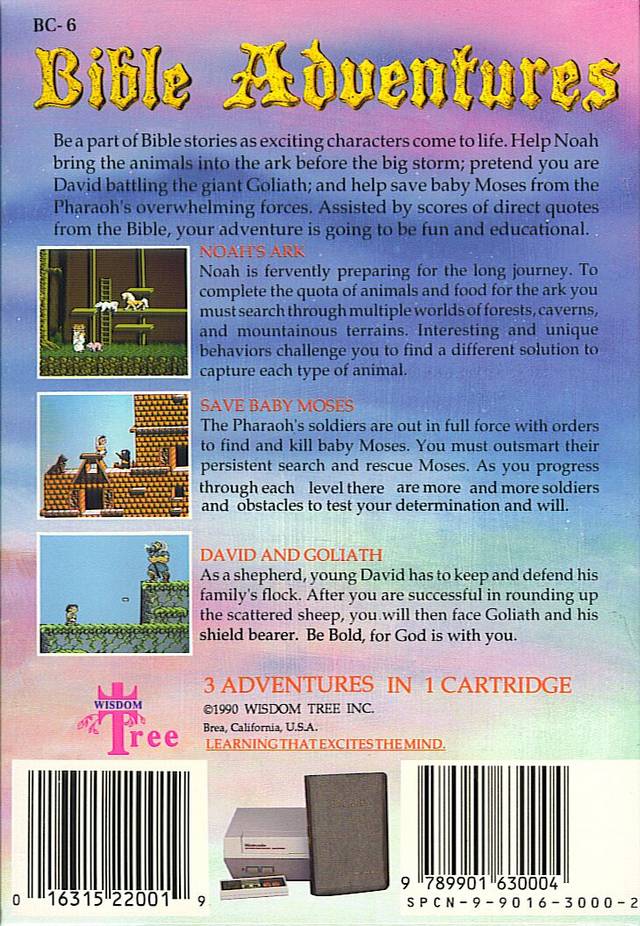 BC- 6
Bible Adventures
Be a part of Bible stories as exciting characters come to life. Help Noah
bring the animals into the ark before the big storm; pretend you are
David battling the giant Goliath; and help save baby Moses from the
Pharaoh's overwhelming forces. Assisted by scores of direct quotes
from the Bible, your adventure is going to be fun and educational.
NOAH'S ARK
Noah is fervently preparing for the long journey. To
complete the quota of animals and food for the ark you
must search through multiple worlds of forests, caverns,
and mountainous terrains. Interesting and unique
behaviors challenge you to find a different solution to
capture each type of animal.
SAVE BABY MOSES
The Pharaoh's soldiers are out in full force with orders
to find and kill baby Moses. You must outsmart their
persistent search and rescue Moses. As you progress
through each level there are more and more soldiers
and obstacles to test your determination and will.
DAVID AND GOLIATH
As a shepherd, young David has to keep and defend his
family's flock. After you are successful in rounding up
the scattered sheep, you will then face Goliath and his
shield bearer. Be Bold, for God is with you.
3 ADVENTURES IN 1 CARTRIDGE
©1990 WISDOM TREE INC.
Brea, California, U.S.A.
LEARNING THAT EXCITES THE MIND.
WISDOM
Tree
Nintendo
0 16315 22001 9
9 789901 630004
SPCN-9-9016-3000-2